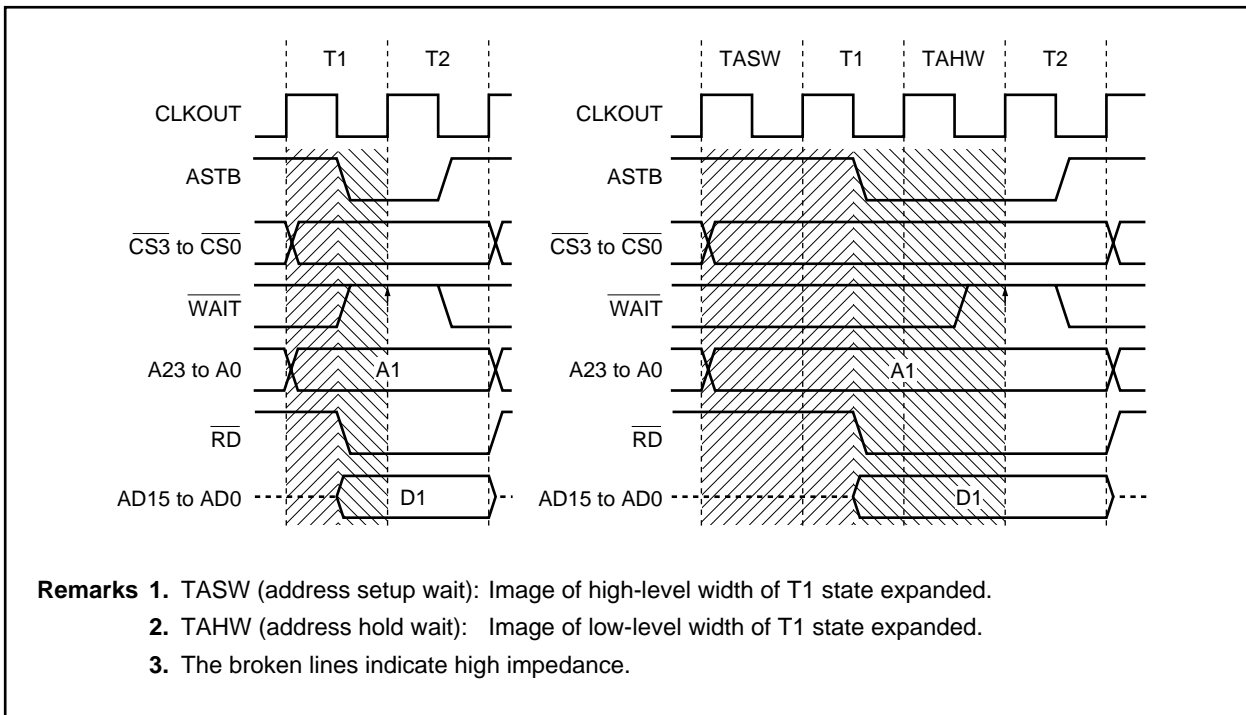 T1 T2 TASW T1 TAHW T2
CLKOUT CLKOUT
ASTB ASTB
CS3 to CS0 CS3 to CS0
WAIT WAIT
A23 to A0 A1 A23 to A0 A1
RD RD
AD15 to AD0 D1 AD15 to AD0 D1
Remarks 1. TASW (address setup wait): Image of high-level width of T1 state expanded.
2. TAHW (address hold wait): Image of low-level width of T1 state expanded.
3. The broken lines indicate high impedance.